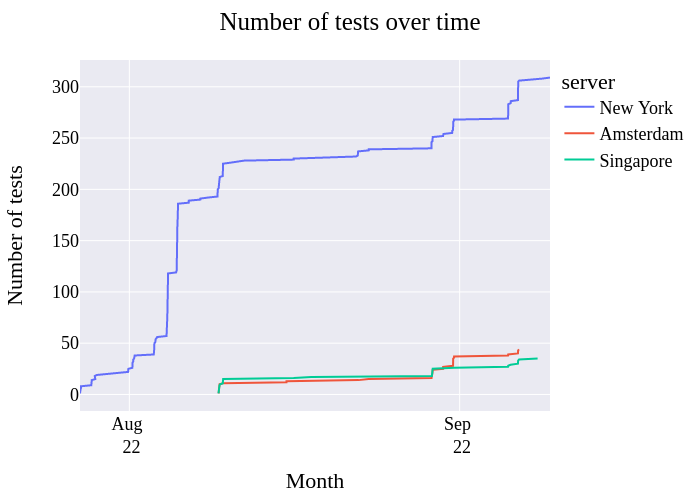 Number of tests over time
Number of tests
300
250
200
150
100
50
0
Aug
22
Sep
22
Month
server
New York
Amsterdam
Singapore